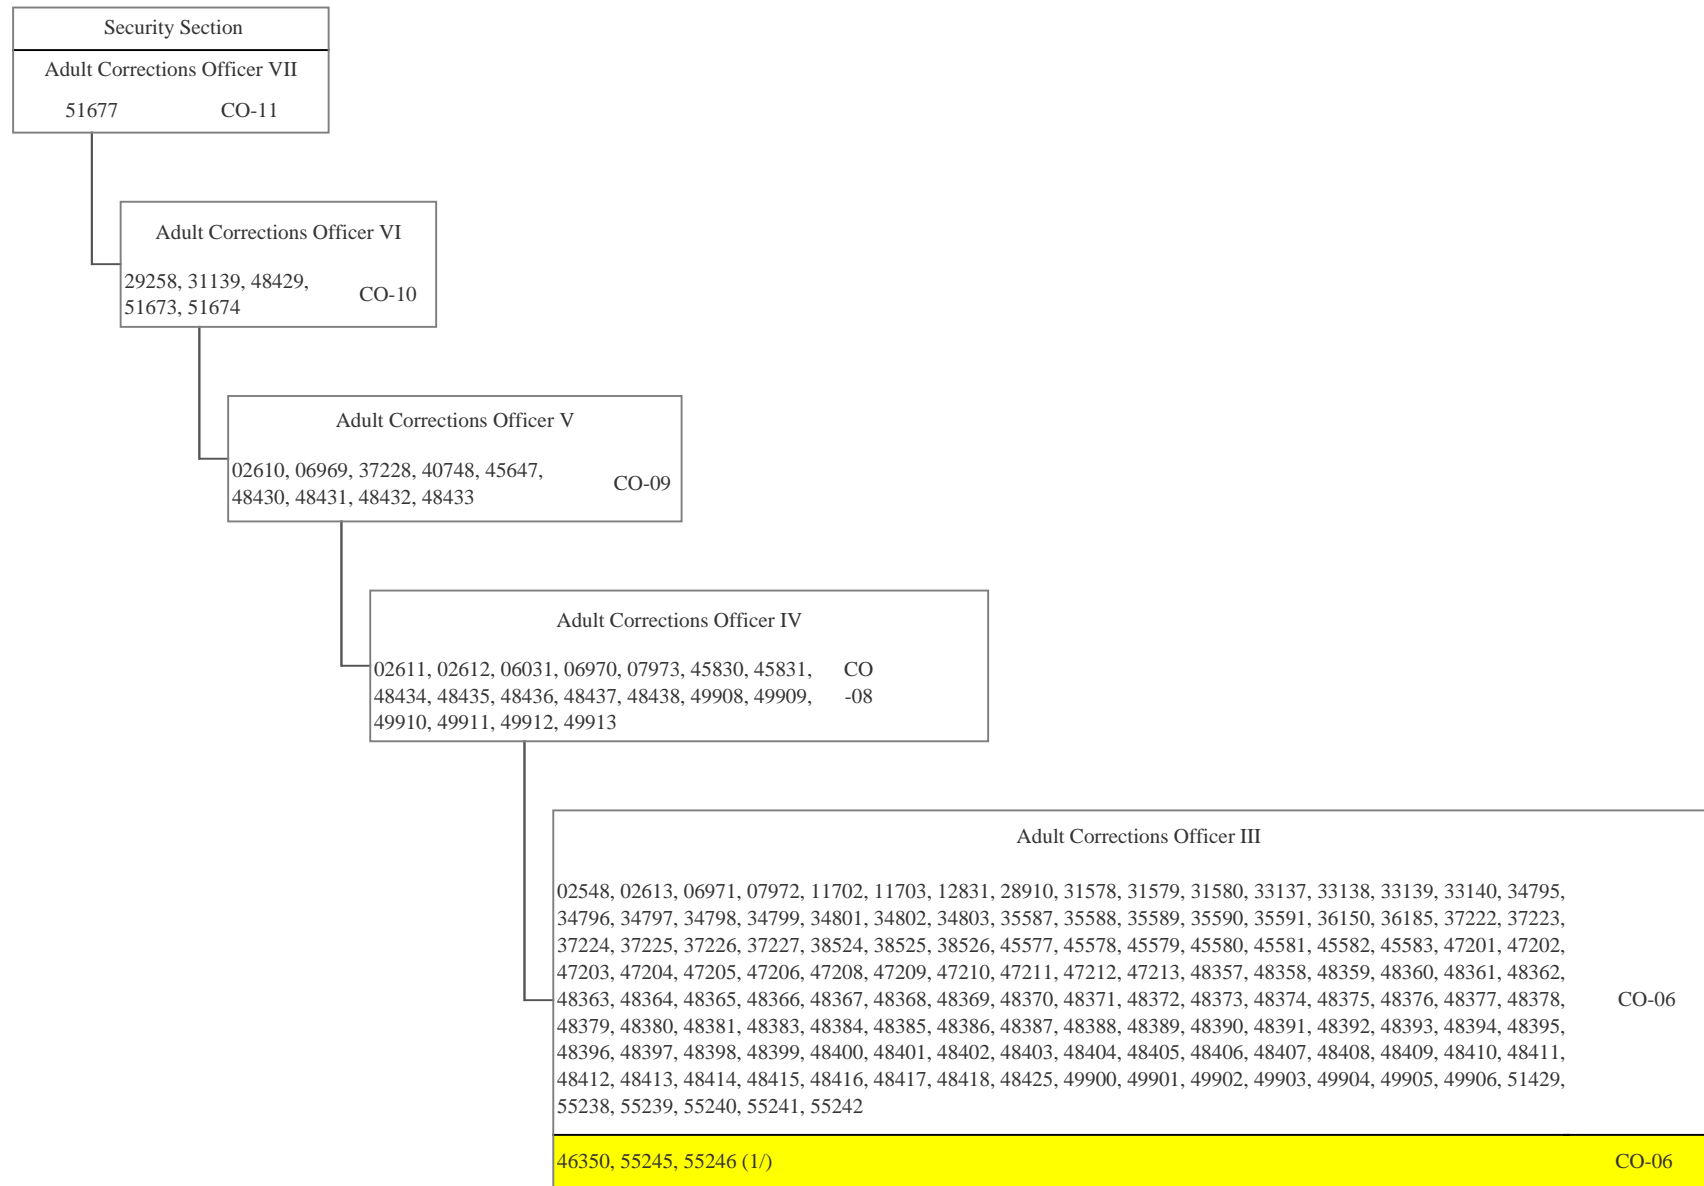 Security Section
Adult Corrections Officer VII
51677 CO-11
Adult Corrections Officer VI
29258, 31139, 48429,
51673, 51674
CO-10
Adult Corrections Officer V
02610, 06969, 37228, 40748, 45647,
48430, 48431, 48432, 48433
CO-09
Adult Corrections Officer IV
02611, 02612, 06031, 06970, 07973, 45830, 45831,
48434, 48435, 48436, 48437, 48438, 49908, 49909,
49910, 49911, 49912, 49913
CO
-08
Adult Corrections Officer III
02548, 02613, 06971, 07972, 11702, 11703, 12831, 28910, 31578, 31579, 31580, 33137, 33138, 33139, 33140, 34795,
34796, 34797, 34798, 34799, 34801, 34802, 34803, 35587, 35588, 35589, 35590, 35591, 36150, 36185, 37222, 37223,
37224, 37225, 37226, 37227, 38524, 38525, 38526, 45577, 45578, 45579, 45580, 45581, 45582, 45583, 47201, 47202,
47203, 47204, 47205, 47206, 47208, 47209, 47210, 47211, 47212, 47213, 48357, 48358, 48359, 48360, 48361, 48362,
48363, 48364, 48365, 48366, 48367, 48368, 48369, 48370, 48371, 48372, 48373, 48374, 48375, 48376, 48377, 48378,
48379, 48380, 48381, 48383, 48384, 48385, 48386, 48387, 48388, 48389, 48390, 48391, 48392, 48393, 48394, 48395,
48396, 48397, 48398, 48399, 48400, 48401, 48402, 48403, 48404, 48405, 48406, 48407, 48408, 48409, 48410, 48411,
48412, 48413, 48414, 48415, 48416, 48417, 48418, 48425, 49900, 49901, 49902, 49903, 49904, 49905, 49906, 51429,
55238, 55239, 55240, 55241, 55242
CO-06
46350, 55245, 55246 (1/) CO-06